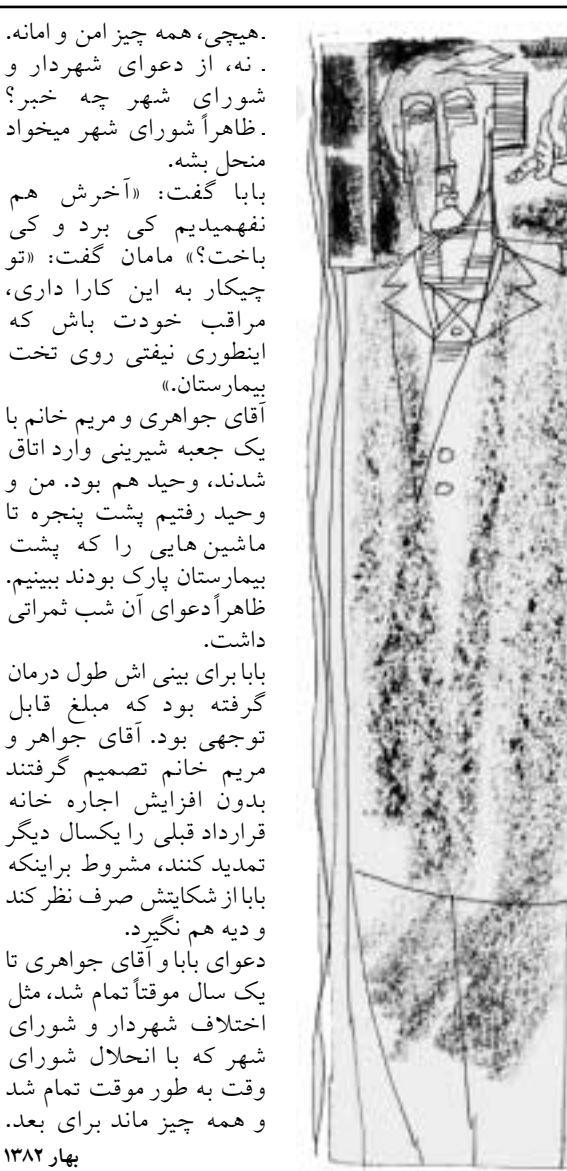 ـ هیچی، همه چیز امن و امانه.
ـ نه، از دعوای شهردار و
شورای شهر چه خبر؟
ـ ظاهراً شورای شهر میخواد
منحل بشه.
بابا گفت: «آخرش هم
نفهمیدیم کی برد و کی
باخت؟» مامان گفت: «تو
چیکار به این کارا داری،
مراقب خودت باش که
اینطوری نیفتی روی تخت
بیمارستان.»
آقای جواهری و مریم خانم با
یک جعبه شیرینی وارد اتاق
شدند، وحید هم بود. من و
وحید رفتیم پشت پنجره تا
ماشین هایی را که پشت
بیمارستان پارک بودند ببینیم.
ظاهراً دعوای آن شب ثمراتی
داشت.
بابا برای بینی اش طول درمان
گرفته بود که مبلغ قابل
توجهی بود. آقای جواهر و
مریم خانم تصمیم گرفتند
بدون افزایش اجاره خانه
قرارداد قبلی را یکسال دیگر
تمدید کنند، مشروط براینکه
بابا از شکایتش صرف نظر کند
و دیه هم نگیرد.
دعوای بابا و آقای جواهری تا
یک سال موقتاً تمام شد، مثل
اختلاف شهردار و شورای
شهر که با انحلال شورای
وقت به طور موقت تمام شد
و همه چیز ماند برای بعد.
بهار ۱۳۸۲